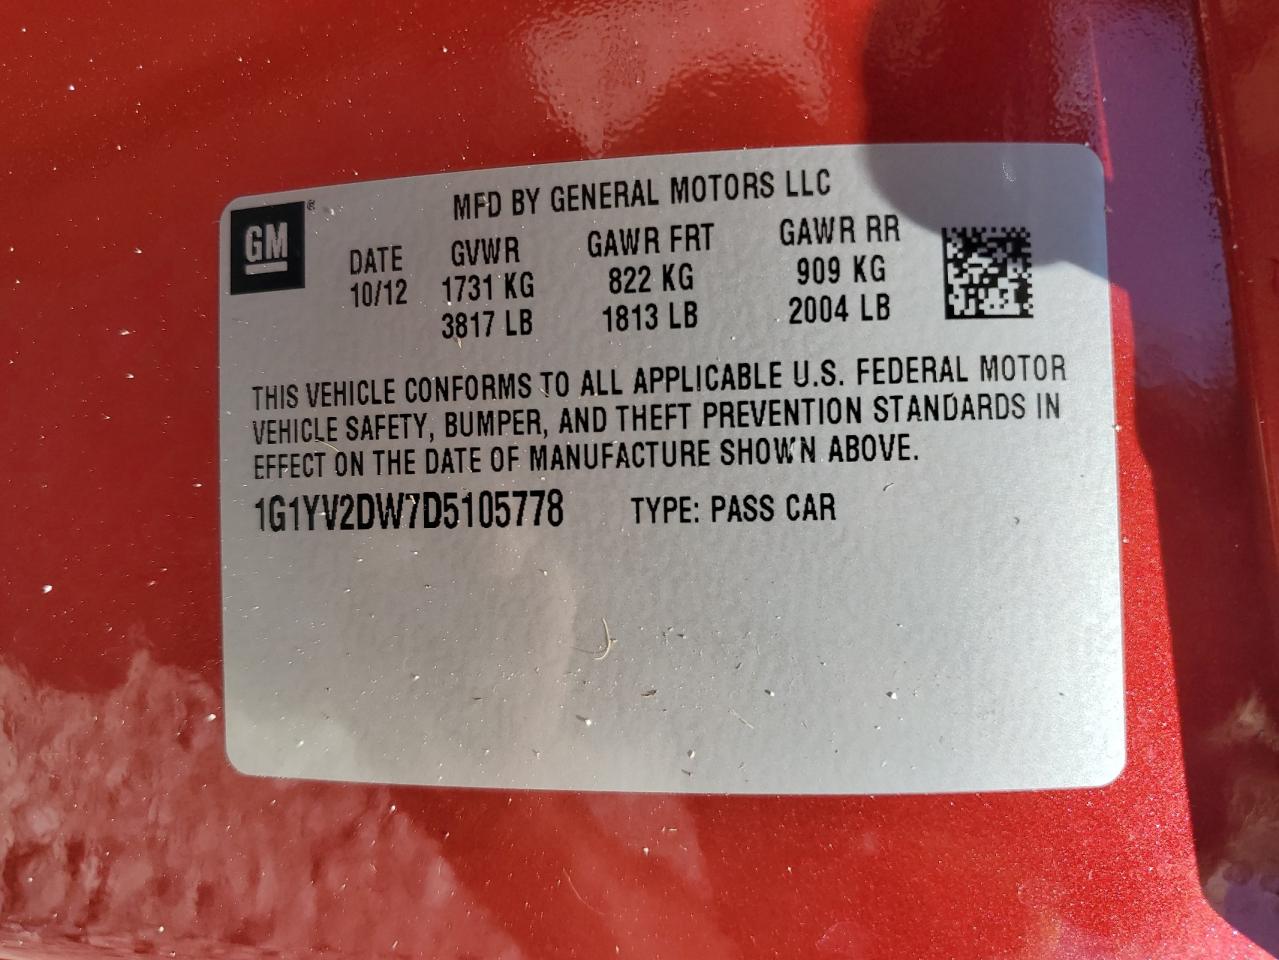 GM ®
MFD BY GENERAL MOTORS LLC
DATE GVWR GAWR FRT GAWR RR
10/12 1731 KG 822 KG 909 KG
3817 LB 1813 LB 2004 LB
THIS VEHICLE CONFORMS TO ALL APPLICABLE U.S. FEDERAL MOTOR
VEHICLE SAFETY, BUMPER, AND THEFT PREVENTION STANDARDS IN
EFFECT ON THE DATE OF MANUFACTURE SHOWN ABOVE.
1G1YV2DW7D5105778 TYPE: PASS CAR